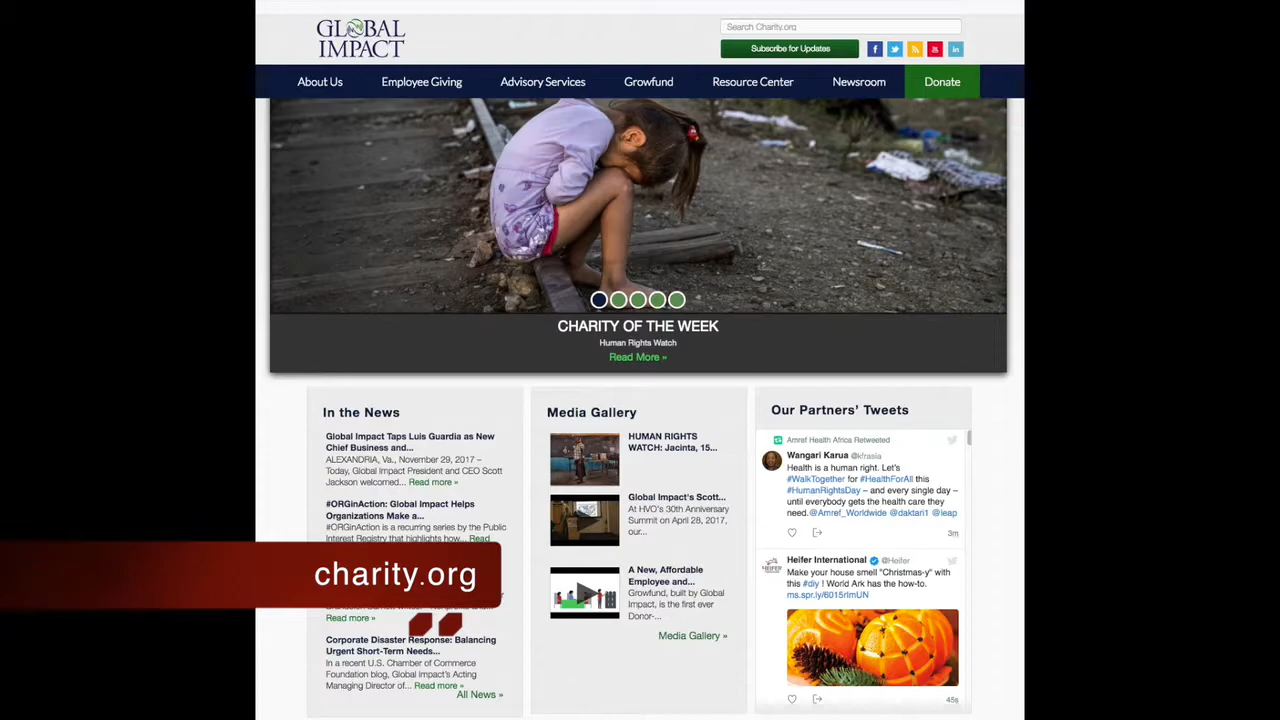 GLOBAL
IMPACT
Search Charity.org
Subscribe for Updates
About Us
Employee Giving
Advisory Services
Growfund
Resource Center
Newsroom
Donate
CHARITY OF THE WEEK
Human Rights Watch
Read More »
In the News
Global Impact Taps Luis Guardia as New
Chief Business and...
ALEXANDRIA, Va., November 29, 2017 –
Today, Global Impact President and CEO Scott
Jackson welcomed... Read more »
#ORGinAction: Global Impact Helps
Organizations Make a...
#ORGinAction is a recurring series by the Public
Interest Registry that highlights how... Read
charity.org
Read more »
Corporate Disaster Response: Balancing
Urgent Short-Term Needs...
In a recent U.S. Chamber of Commerce
Foundation blog, Global Impact's Acting
Managing Director of... Read more »
All News »
Media Gallery
HUMAN RIGHTS
WATCH: Jacinta, 15...
Global Impact's Scott...
At HVO's 30th Anniversary
Summit on April 28, 2017,
our...
A New, Affordable
Employee and...
Growfund, built by Global
Impact, is the first ever
Donor-...
Media Gallery »
Our Partners' Tweets
Amref Health Africa Retweeted
Wangari Karua @kfrasia
Health is a human right. Let's
#WalkTogether for #HealthForAll this
#HumanRightsDay – and every single day –
until everybody gets the health care they
need.@Amref_Worldwide @daktari1 @leap
3m
Heifer International @Heifer
Make your house smell "Christmas-y" with
this #diy ! World Ark has the how-to.
ms.spr.ly/6015rImUN
45s